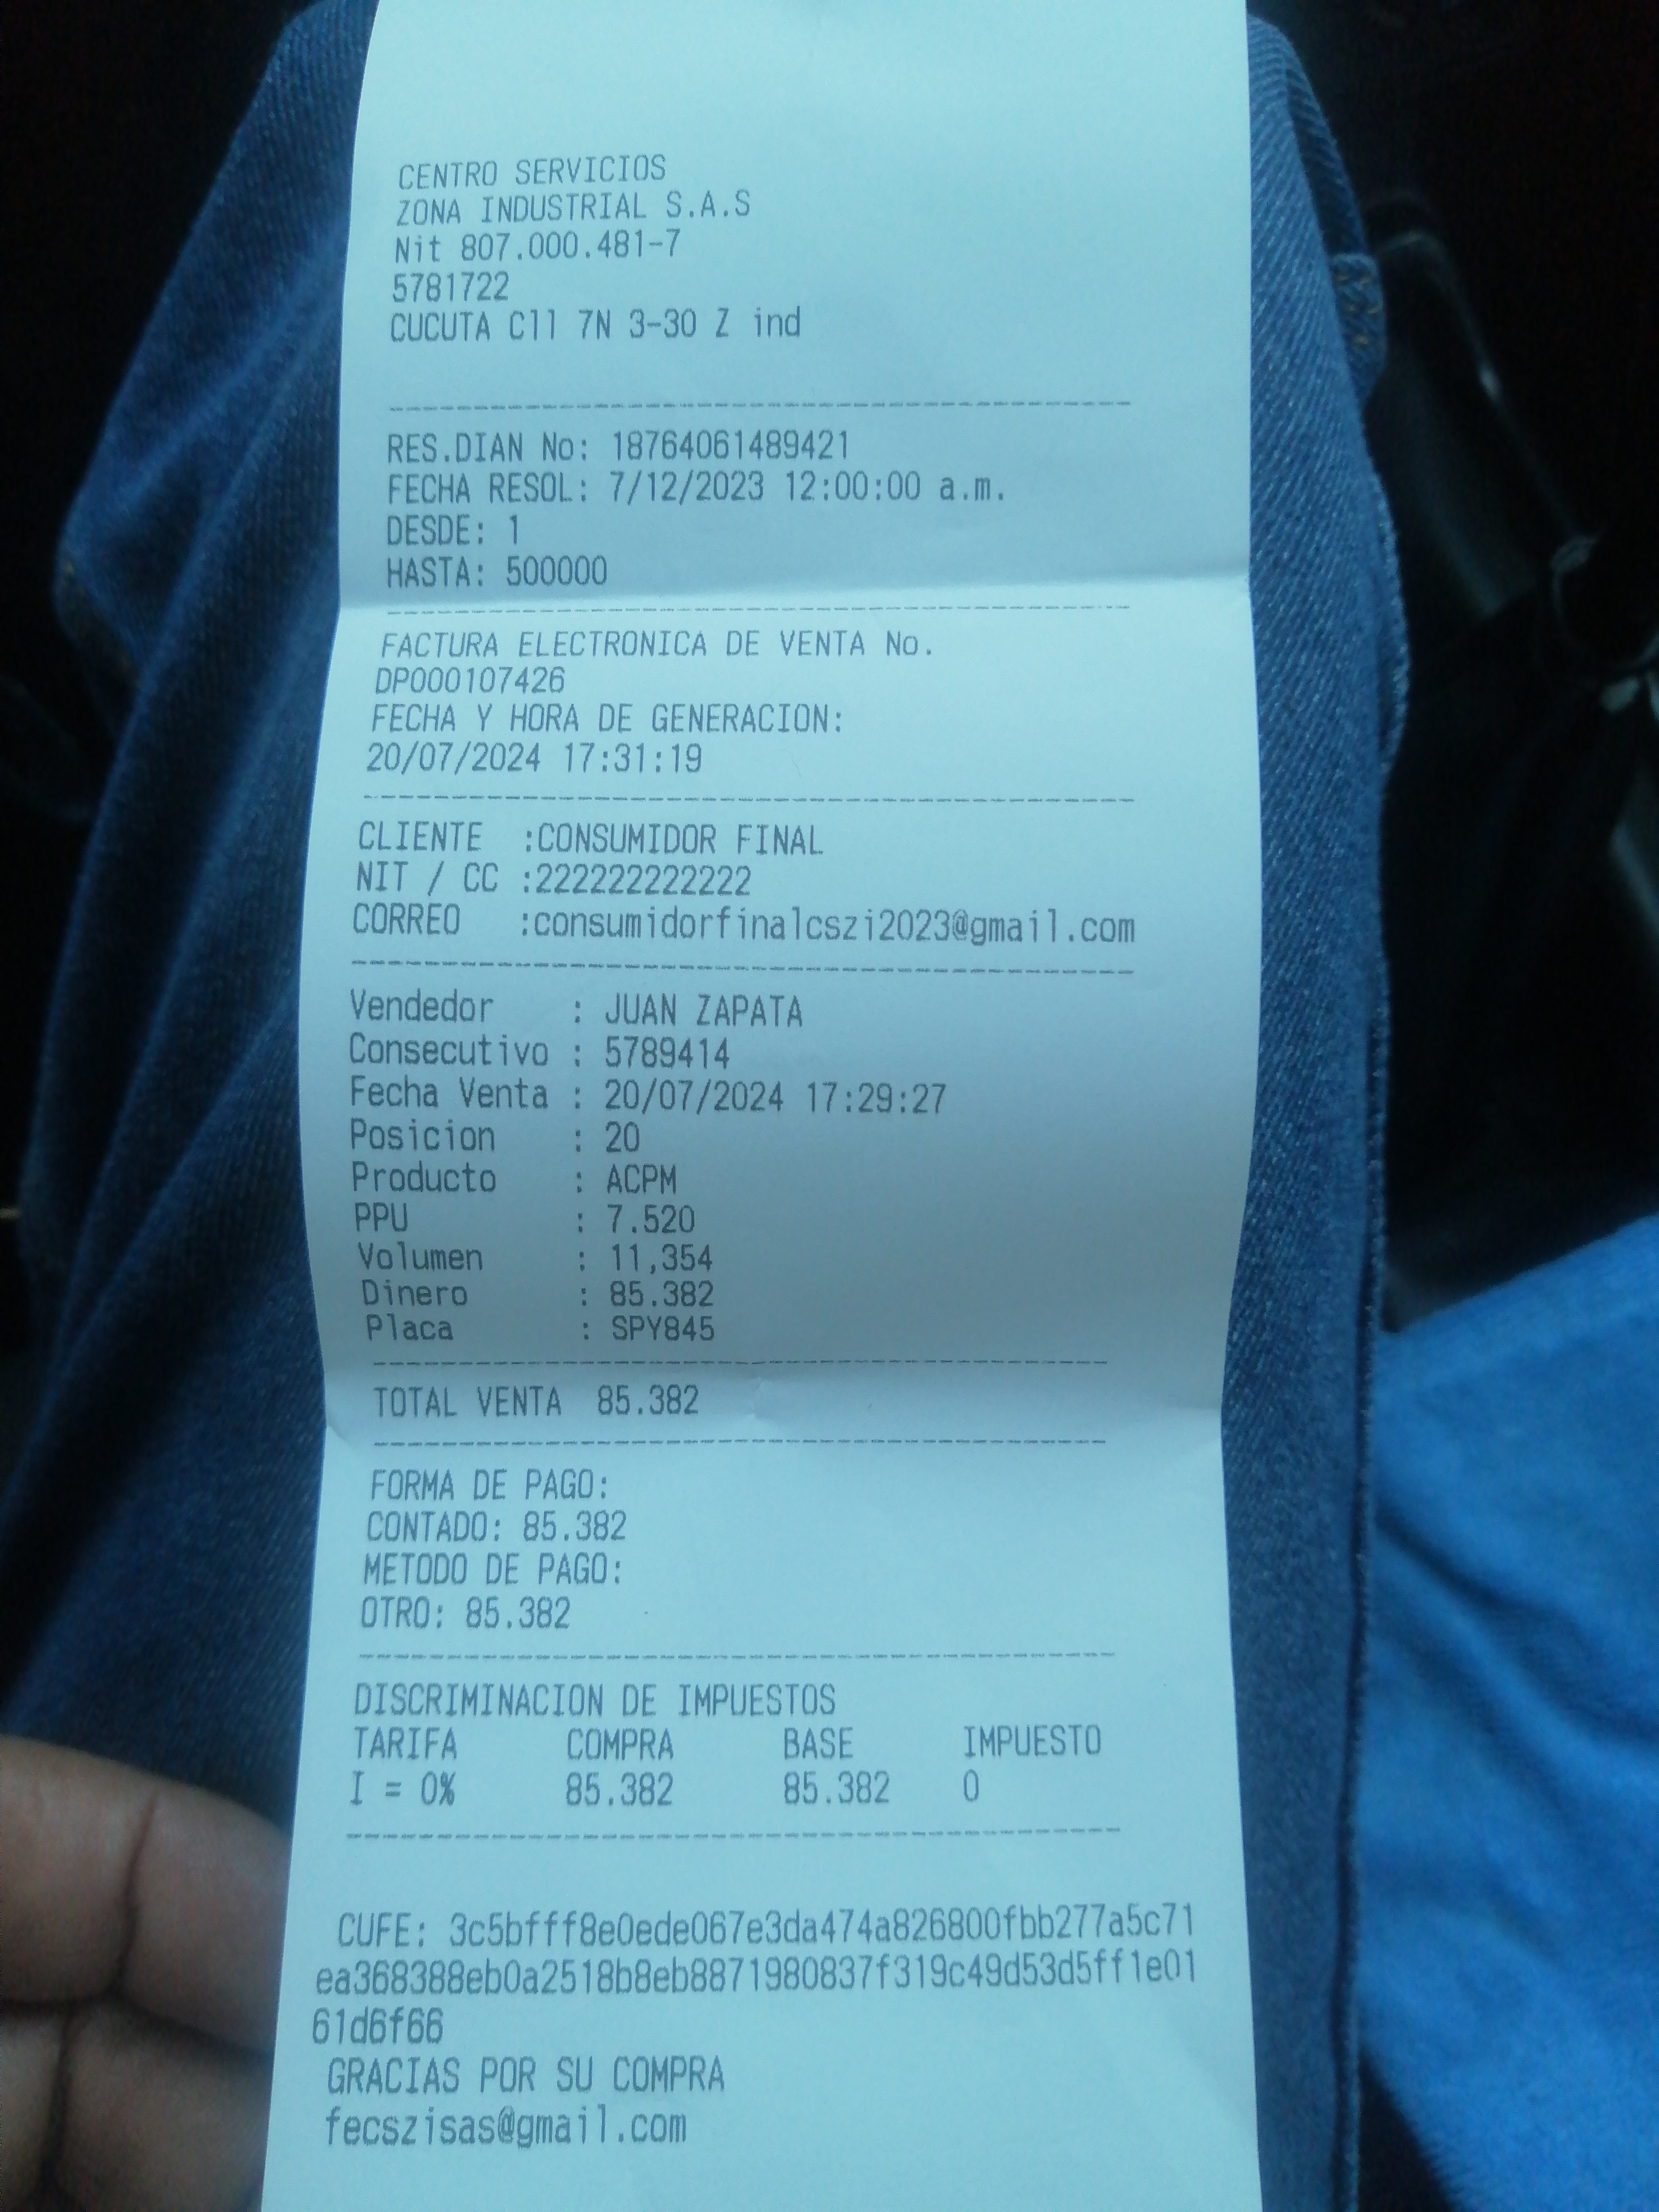 CENTRO SERVICIOS
ZONA INDUSTRIAL S.A.S
Nit 807.000.481-7
5781722
CUCUTA Cll 7N 3-30 Z ind
RES.DIAN No: 18764061489421
FECHA RESOL: 7/12/2023 12:00:00 a.m.
DESDE: 1
HASTA: 500000
FACTURA ELECTRONICA DE VENTA No.
DP000107426
FECHA Y HORA DE GENERACION:
20/07/2024 17:31:19
CLIENTE :CONSUMIDOR FINAL
NIT / CC :222222222222
CORREO :consumidorfinalcszi2023@gmail.com
Vendedor : JUAN ZAPATA
Consecutivo : 5789414
Fecha Venta : 20/07/2024 17:29:27
Posicion : 20
Producto : ACPM
PPU : 7.520
Volumen : 11,354
Dinero : 85.382
Placa : SPY845
TOTAL VENTA 85.382
FORMA DE PAGO:
CONTADO: 85.382
METODO DE PAGO:
OTRO: 85.382
DISCRIMINACION DE IMPUESTOS
TARIFA COMPRA BASE IMPUESTO
I = 0% 85.382 85.382 0
CUFE: 3c5bfff8e0ede067e3da474a826800fbb277a5c71
ea368388eb0a2518b8eb8871980837f319c49d53d5ff1e01
61d6f66
GRACIAS POR SU COMPRA
fecszisas@gmail.com